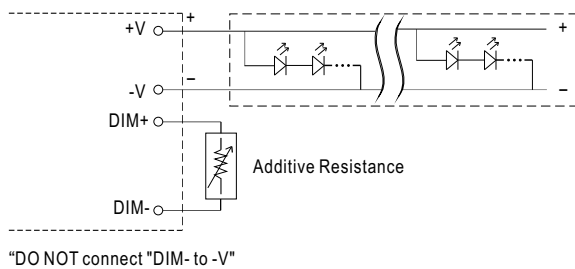 +V + +
-V − −
DIM+
Additive Resistance
DIM-
“DO NOT connect "DIM- to -V"